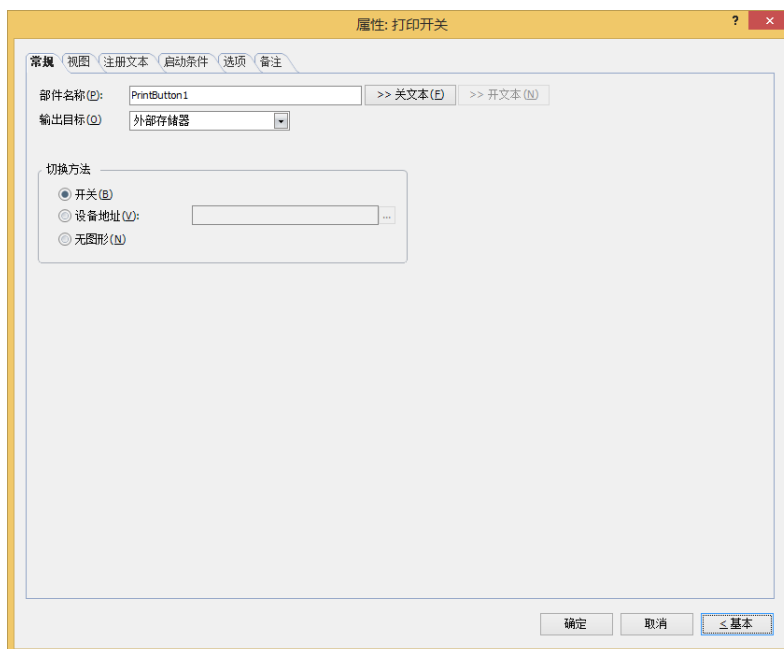 属性: 打印开关
?
常规 视图 注册文本 启动条件 选项 备注
部件名称(P): PrintButton1 >> 关文本(F) >> 开文本(N)
输出目标(O) 外部存储器
切换方法
开关(B)
设备地址(V): ...
无图形(N)
确定 取消 ≤基本